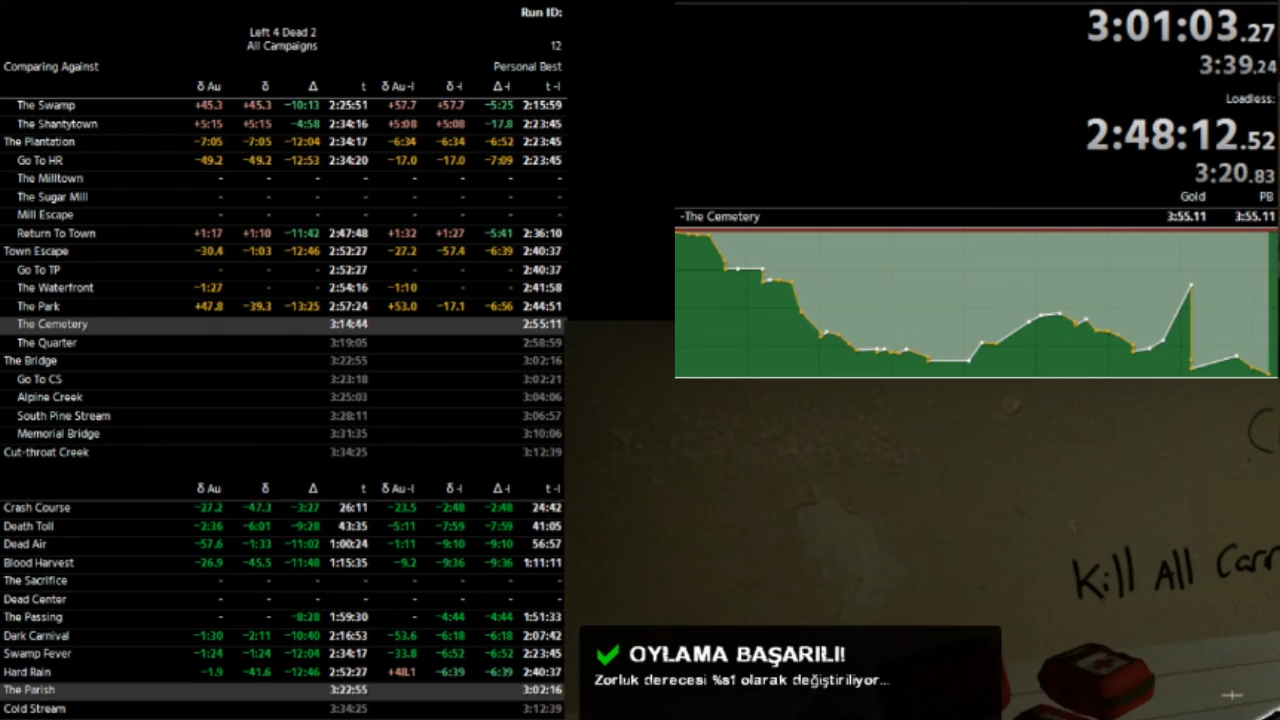 Run ID:
Left 4 Dead 2
All Campaigns
12
Comparing Against Personal Best
δ Au δ Δ t δ Au-I δ -I Δ -I t -I
The Swamp +45.3 +45.3 −10:13 2:25:51 +57.7 +57.7 −5:25 2:15:59
The Shantytown +5:15 +5:15 −4:58 2:34:16 +5:08 +5:08 −17.8 2:23:45
The Plantation −7:05 −7:05 −12:04 2:34:17 −6:34 −6:34 −6:52 2:23:45
Go To HR −49.2 −49.2 −12:53 2:34:20 −17.0 −17.0 −7:09 2:23:45
The Milltown - - - - - - - -
The Sugar Mill - - - - - - - -
Mill Escape - - - - - - - -
Return To Town +1:17 +1:10 −11:42 2:47:48 +1:32 +1:27 −5:41 2:36:10
Town Escape −30.4 −1:03 −12:46 2:52:27 −27.2 −57.4 −6:39 2:40:37
Go To TP - - - 2:52:27 - - - 2:40:37
The Waterfront −1:27 - - 2:54:16 −1:10 - - 2:41:58
The Park +47.8 −39.3 −13:25 2:57:24 +53.0 −17.1 −6:56 2:44:51
The Cemetery 3:14:44 2:55:11
The Quarter 3:19:05 2:58:59
The Bridge 3:22:55 3:02:16
Go To CS 3:23:18 3:02:21
Alpine Creek 3:25:03 3:04:06
South Pine Stream 3:28:11 3:06:57
Memorial Bridge 3:31:35 3:10:06
Cut-throat Creek 3:34:25 3:12:39
δ Au δ Δ t δ Au-I δ -I Δ -I t -I
Crash Course −27.2 −47.3 −3:27 26:11 −23.5 −2:48 −2:48 24:42
Death Toll −2:36 −6:01 −9:28 43:35 −5:11 −7:59 −7:59 41:05
Dead Air −57.6 −1:33 −11:02 1:00:24 −1:11 −9:10 −9:10 56:57
Blood Harvest −26.9 −45.5 −11:48 1:15:35 −9.2 −9:36 −9:36 1:11:11
The Sacrifice - - - - - - - -
Dead Center - - - - - - - -
The Passing - - −8:28 1:59:30 - −4:44 −4:44 1:51:33
Dark Carnival −1:30 −2:11 −10:40 2:16:53 −53.6 −6:18 −6:18 2:07:42
Swamp Fever −1:24 −1:24 −12:04 2:34:17 −33.8 −6:52 −6:52 2:23:45
Hard Rain −1.9 −41.6 −12:46 2:52:27 +48.1 −6:39 −6:39 2:40:37
The Parish 3:22:55 3:02:16
Cold Stream 3:34:25 3:12:39
3:01:03.27
3:39.24
Loadless:
2:48:12.52
3:20.83
Gold PB
-The Cemetery 3:55.11 3:55.11
Kill All
OYLAMA BAŞARILI!
Zorluk derecesi %s1 olarak değiştiriliyor...